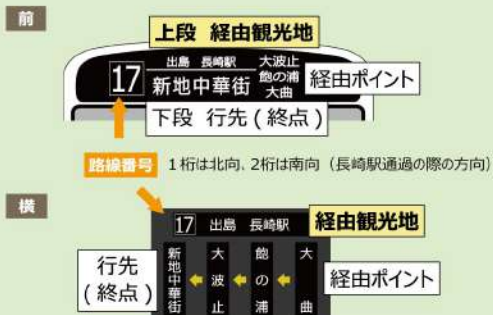 前
上段 経由観光地
17
出島 長崎駅
新地中華街
大波止
飽の浦
大曲
経由ポイント
下段 行先(終点)
路線番号 1桁は北向、2桁は南向(長崎駅通過の際の方向)
横
17 出島 長崎駅
経由観光地
行先
(終点)
新地中華街
大波止
飽の浦
大曲
経由ポイント